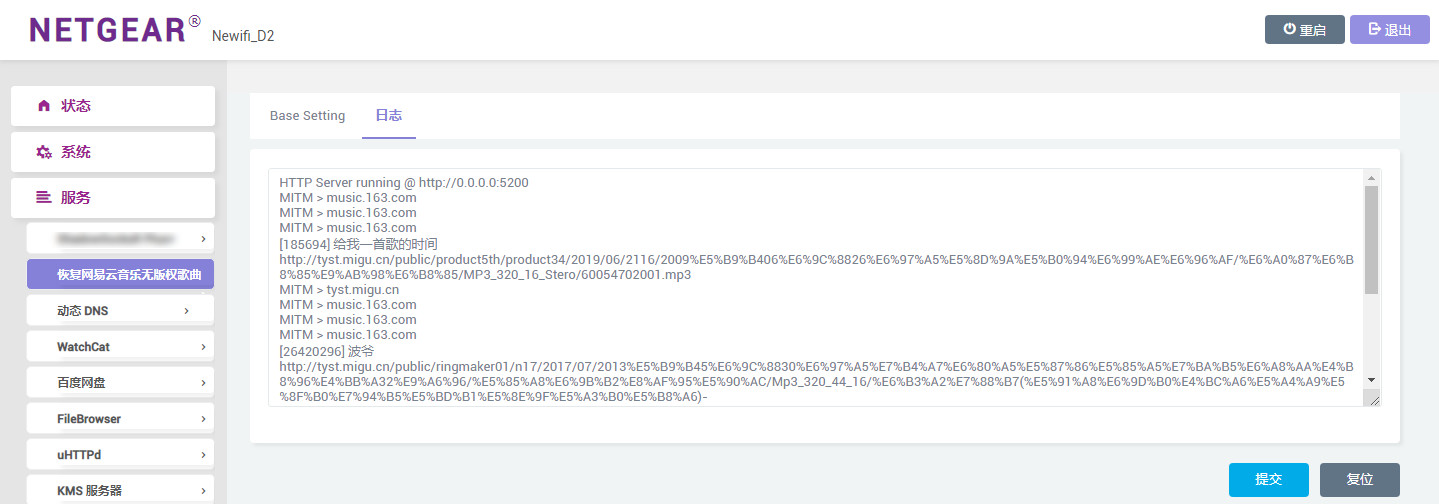 NETGEAR® Newifi_D2
重启
退出
状态
系统
服务
恢复网易云音乐无版权歌曲
动态 DNS
WatchCat
百度网盘
FileBrowser
uHTTPd
KMS 服务器
Base Setting
日志
HTTP Server running @ http://0.0.0.0:5200
MITM > music.163.com
MITM > music.163.com
MITM > music.163.com
[185694] 给我一首歌的时间
http://tyst.migu.cn/public/product5th/product34/2019/06/2116/2009%E5%B9%B406%E6%9C%8826%E6%97%A5%E5%8D%9A%E5%B0%94%E6%99%AE%E6%96%AF/%E6%A0%87%E6%B
8%85%E9%AB%98%E6%B8%85/MP3_320_16_Stero/60054702001.mp3
MITM > tyst.migu.cn
MITM > music.163.com
MITM > music.163.com
MITM > music.163.com
[26420296] 波爷
http://tyst.migu.cn/public/ringmaker01/n17/2017/07/2013%E5%B9%B45%E6%9C%8830%E6%97%A5%E7%B4%A7%E6%80%A5%E5%87%86%E5%85%A5%E7%BA%B5%E6%A8%AA%E4%B
8%96%E4%BB%A32%E9%A6%96/%E5%85%A8%E6%9B%B2%E8%AF%95%E5%90%AC/Mp3_320_44_16/%E6%B3%A2%E7%88%B7(%E5%91%A8%E6%9D%B0%E4%BC%A6%E5%A4%A9%E5
%8F%B0%E7%94%B5%E5%BD%B1%E5%8E%9F%E5%A3%B0%E5%B8%A6)-
提交
复位